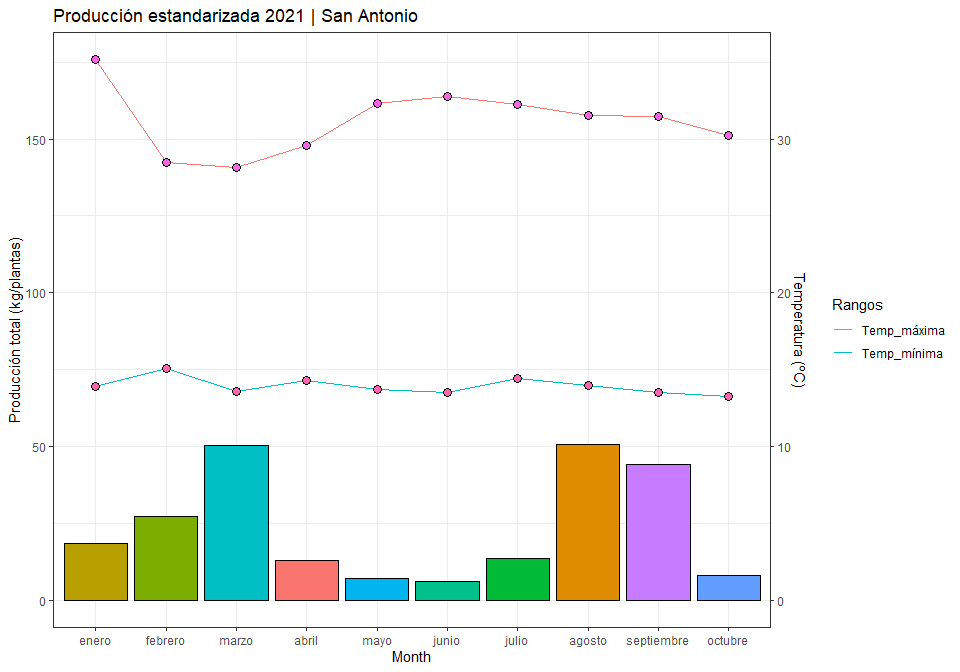 Producción estandarizada 2021 | San Antonio
Producción total (kg/plantas)
150
100
50
0
30
20
10
0
Temperatura (ºC)
enero febrero marzo abril mayo junio julio agosto septiembre octubre
Month
Rangos
Temp_máxima
Temp_mínima